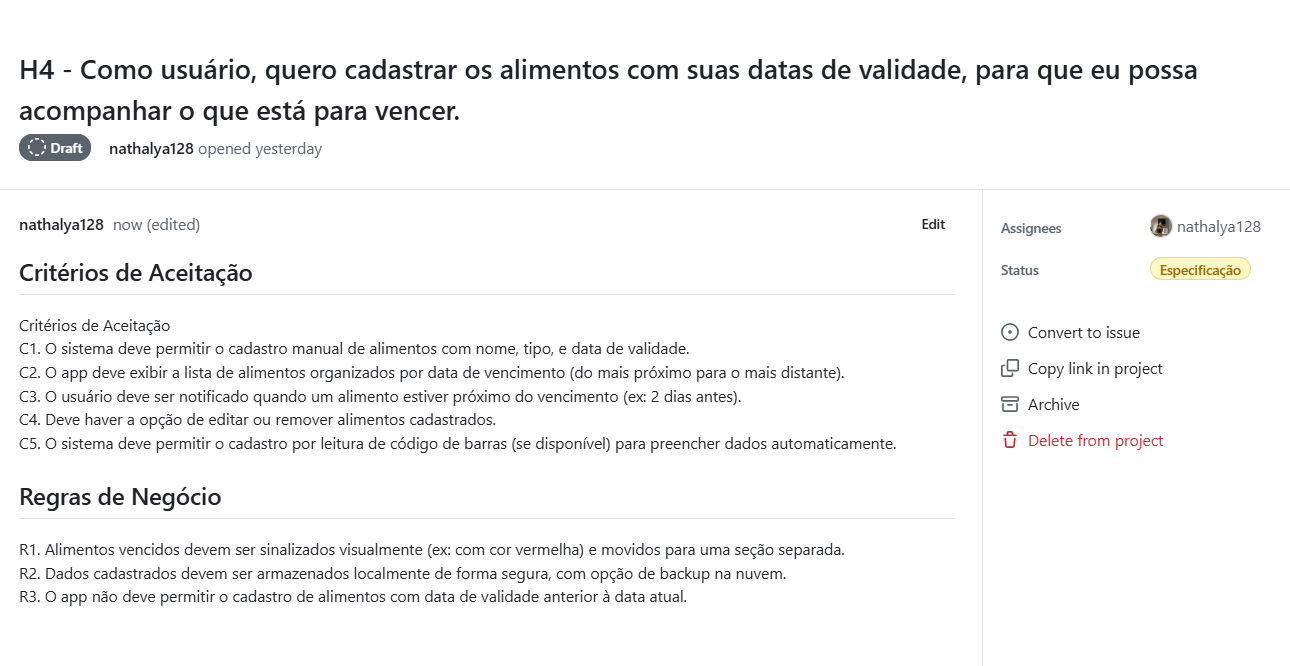 H4 - Como usuário, quero cadastrar os alimentos com suas datas de validade, para que eu possa
acompanhar o que está para vencer.
Draft nathalya128 opened yesterday
nathalya128 now (edited) Edit
Critérios de Aceitação
Critérios de Aceitação
C1. O sistema deve permitir o cadastro manual de alimentos com nome, tipo, e data de validade.
C2. O app deve exibir a lista de alimentos organizados por data de vencimento (do mais próximo para o mais distante).
C3. O usuário deve ser notificado quando um alimento estiver próximo do vencimento (ex: 2 dias antes).
C4. Deve haver a opção de editar ou remover alimentos cadastrados.
C5. O sistema deve permitir o cadastro por leitura de código de barras (se disponível) para preencher dados automaticamente.
Regras de Negócio
R1. Alimentos vencidos devem ser sinalizados visualmente (ex: com cor vermelha) e movidos para uma seção separada.
R2. Dados cadastrados devem ser armazenados localmente de forma segura, com opção de backup na nuvem.
R3. O app não deve permitir o cadastro de alimentos com data de validade anterior à data atual.
Assignees nathalya128
Status Especificação
Convert to issue
Copy link in project
Archive
Delete from project